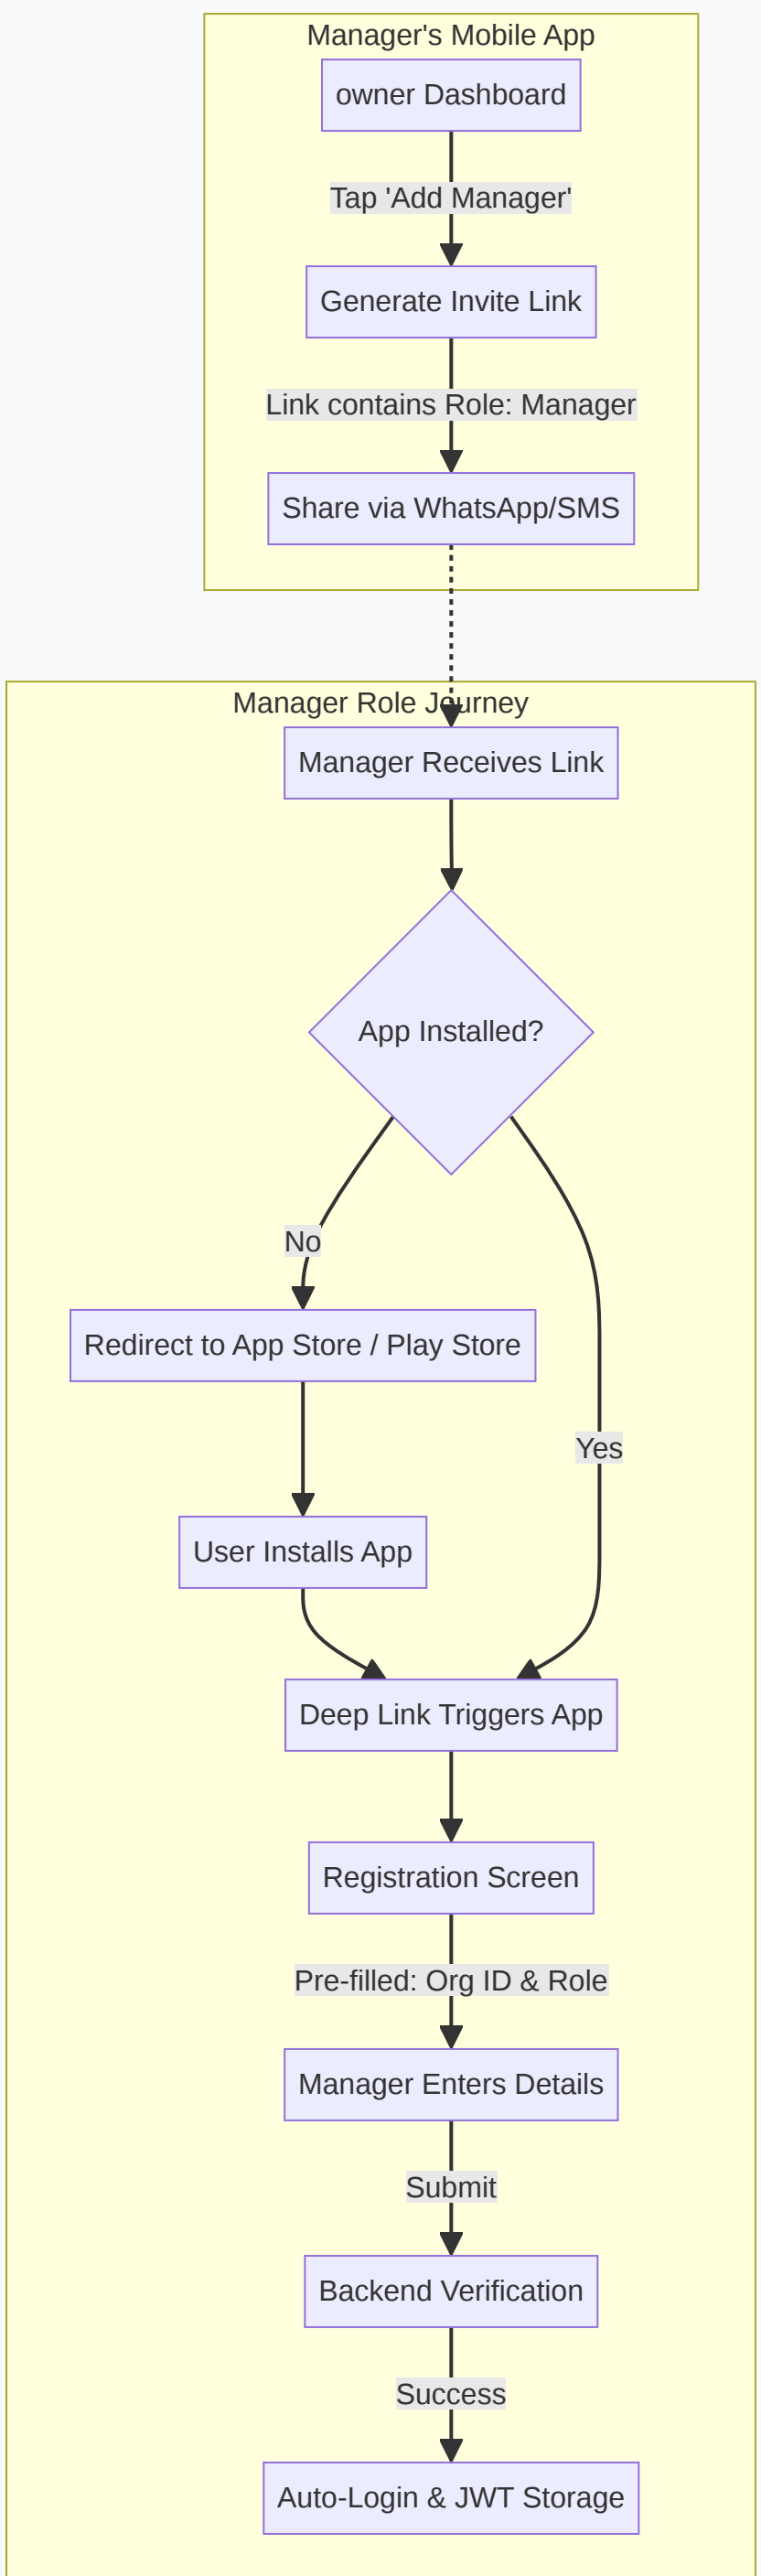 Manager's Mobile App
owner Dashboard
Tap 'Add Manager'
Generate Invite Link
Link contains Role: Manager
Share via WhatsApp/SMS
Manager Role Journey
Manager Receives Link
App Installed?
No
Redirect to App Store / Play Store
Yes
User Installs App
Deep Link Triggers App
Registration Screen
Pre-filled: Org ID & Role
Manager Enters Details
Submit
Backend Verification
Success
Auto-Login & JWT Storage